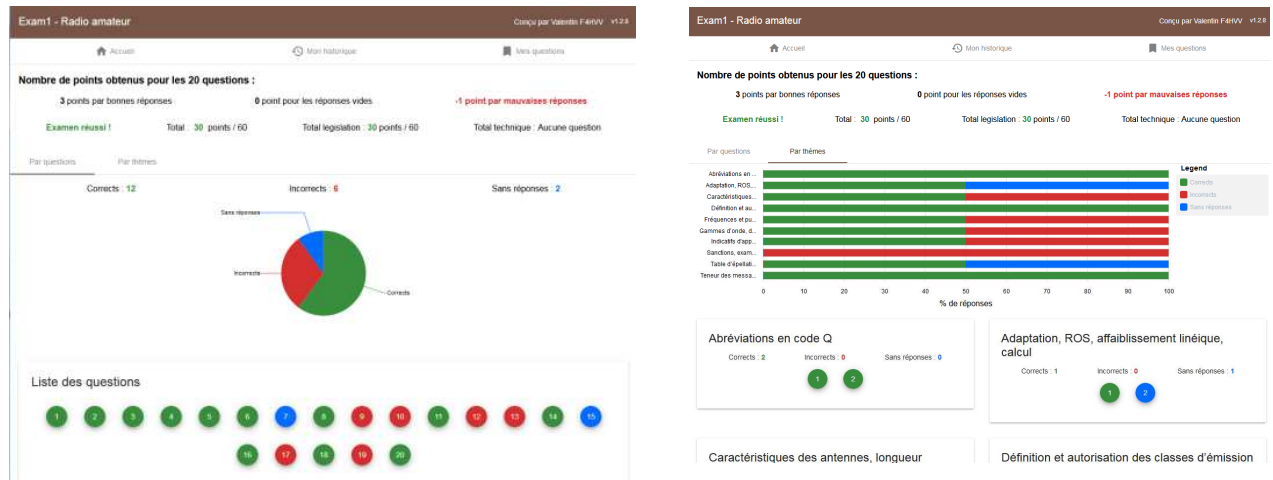 Exam1 - Radio amateur
Conçu par Valentin F4HVV v1.2.6
Accueil Mon historique Mes questions
Nombre de points obtenus pour les 20 questions :
3 points par bonnes réponses 0 point pour les réponses vides -1 point par mauvaises réponses
Examen réussi ! Total : 30 points / 60 Total legislation : 30 points / 60 Total technique : Aucune question
Par questions Par thèmes
Corrects : 12 Incorrects : 6 Sans réponses : 2
Sans réponses
Incorrects
Corrects
Liste des questions
1 2 3 4 5 6 7 8 9 10 11 12 13 14 15
16 17 18 19 20
Exam1 - Radio amateur
Conçu par Valentin F4HVV v1.2.6
Accueil Mon historique Mes questions
Nombre de points obtenus pour les 20 questions :
3 points par bonnes réponses 0 point pour les réponses vides -1 point par mauvaises réponses
Examen réussi ! Total : 30 points / 60 Total legislation : 30 points / 60 Total technique : Aucune question
Par questions Par thèmes
Abréviations en ...
Adaptation, ROS,...
Caractéristiques...
Définition et au...
Fréquences et pu...
Gammes d'onde, d...
Indicatifs d'app...
Sanctions, exam...
Table d'épellati...
Teneur des messa...
0 10 20 30 40 50 60 70 80 90 100
% de réponses
Legend
Corrects
Incorrects
Sans réponses
Abréviations en code Q
Corrects : 2 Incorrects : 0 Sans réponses : 0
1 2
Adaptation, ROS, affaiblissement linéique,
calcul
Corrects : 1 Incorrects : 0 Sans réponses : 1
1 2
Caractéristiques des antennes, longueur
Définition et autorisation des classes d'émission